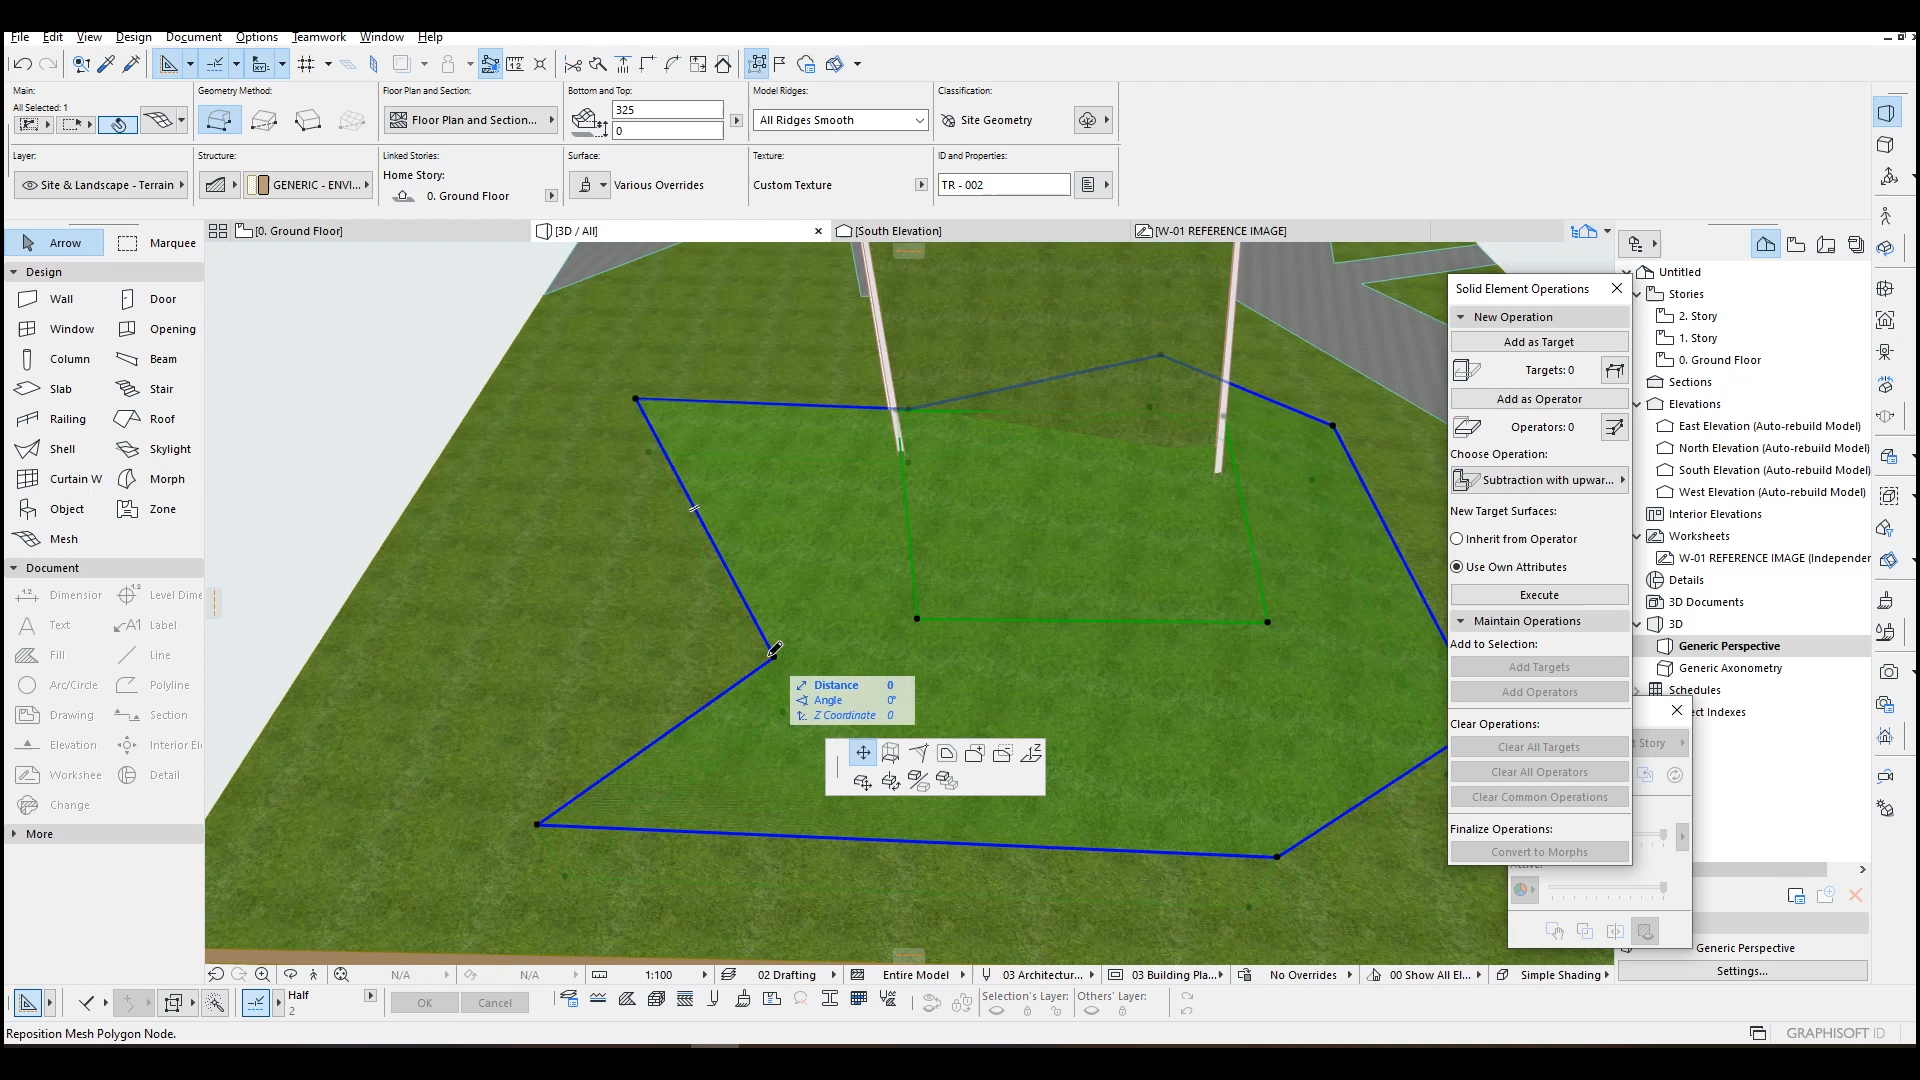 File Edit View Design Document Options Teamwork Window Help
Main:
All Selected: 1
Geometry Method:
Floor Plan and Section:
Floor Plan and Section...
Bottom and Top:
325
0
Model Ridges:
All Ridges Smooth
Classification:
Site Geometry
Layer:
Site & Landscape - Terrain
Structure:
GENERIC - ENVI...
Linked Stories:
Home Story:
0. Ground Floor
Surface:
Various Overrides
Texture:
Custom Texture
ID and Properties:
TR - 002
Arrow Marquee
[0. Ground Floor] [3D / All] [South Elevation] [W-01 REFERENCE IMAGE]
Design
Wall Door
Window Opening
Column Beam
Slab Stair
Railing Roof
Shell Skylight
Curtain W Morph
Object Zone
Mesh
Document
Dimensior Level Dime
Text Label
Fill Line
Arc/Circle Polyline
Drawing Section
Elevation Interior El
Workshee Detail
Change
More
Distance 0
Angle 0°
Z Coordinate 0
Solid Element Operations
New Operation
Add as Target
Targets: 0
Add as Operator
Operators: 0
Choose Operation:
Subtraction with upwar...
New Target Surfaces:
Inherit from Operator
Use Own Attributes
Execute
Maintain Operations
Add to Selection:
Add Targets
Add Operators
Clear Operations:
Clear All Targets
Clear All Operators
Clear Common Operations
Finalize Operations:
Convert to Morphs
Untitled
Stories
2. Story
1. Story
0. Ground Floor
Sections
Elevations
East Elevation (Auto-rebuild Model)
North Elevation (Auto-rebuild Model)
South Elevation (Auto-rebuild Model)
West Elevation (Auto-rebuild Model)
Interior Elevations
Worksheets
W-01 REFERENCE IMAGE (Independer
Details
3D Documents
3D
Generic Perspective
Generic Axonometry
Schedules
ect Indexes
t Story
Generic Perspective
Settings...
N/A N/A 1:100 02 Drafting Entire Model 03 Architectur... 03 Building Pla... No Overrides 00 Show All El... Simple Shading
Half
2
OK Cancel
Selection's Layer: Others' Layer:
Reposition Mesh Polygon Node.
GRAPHISOFT ID